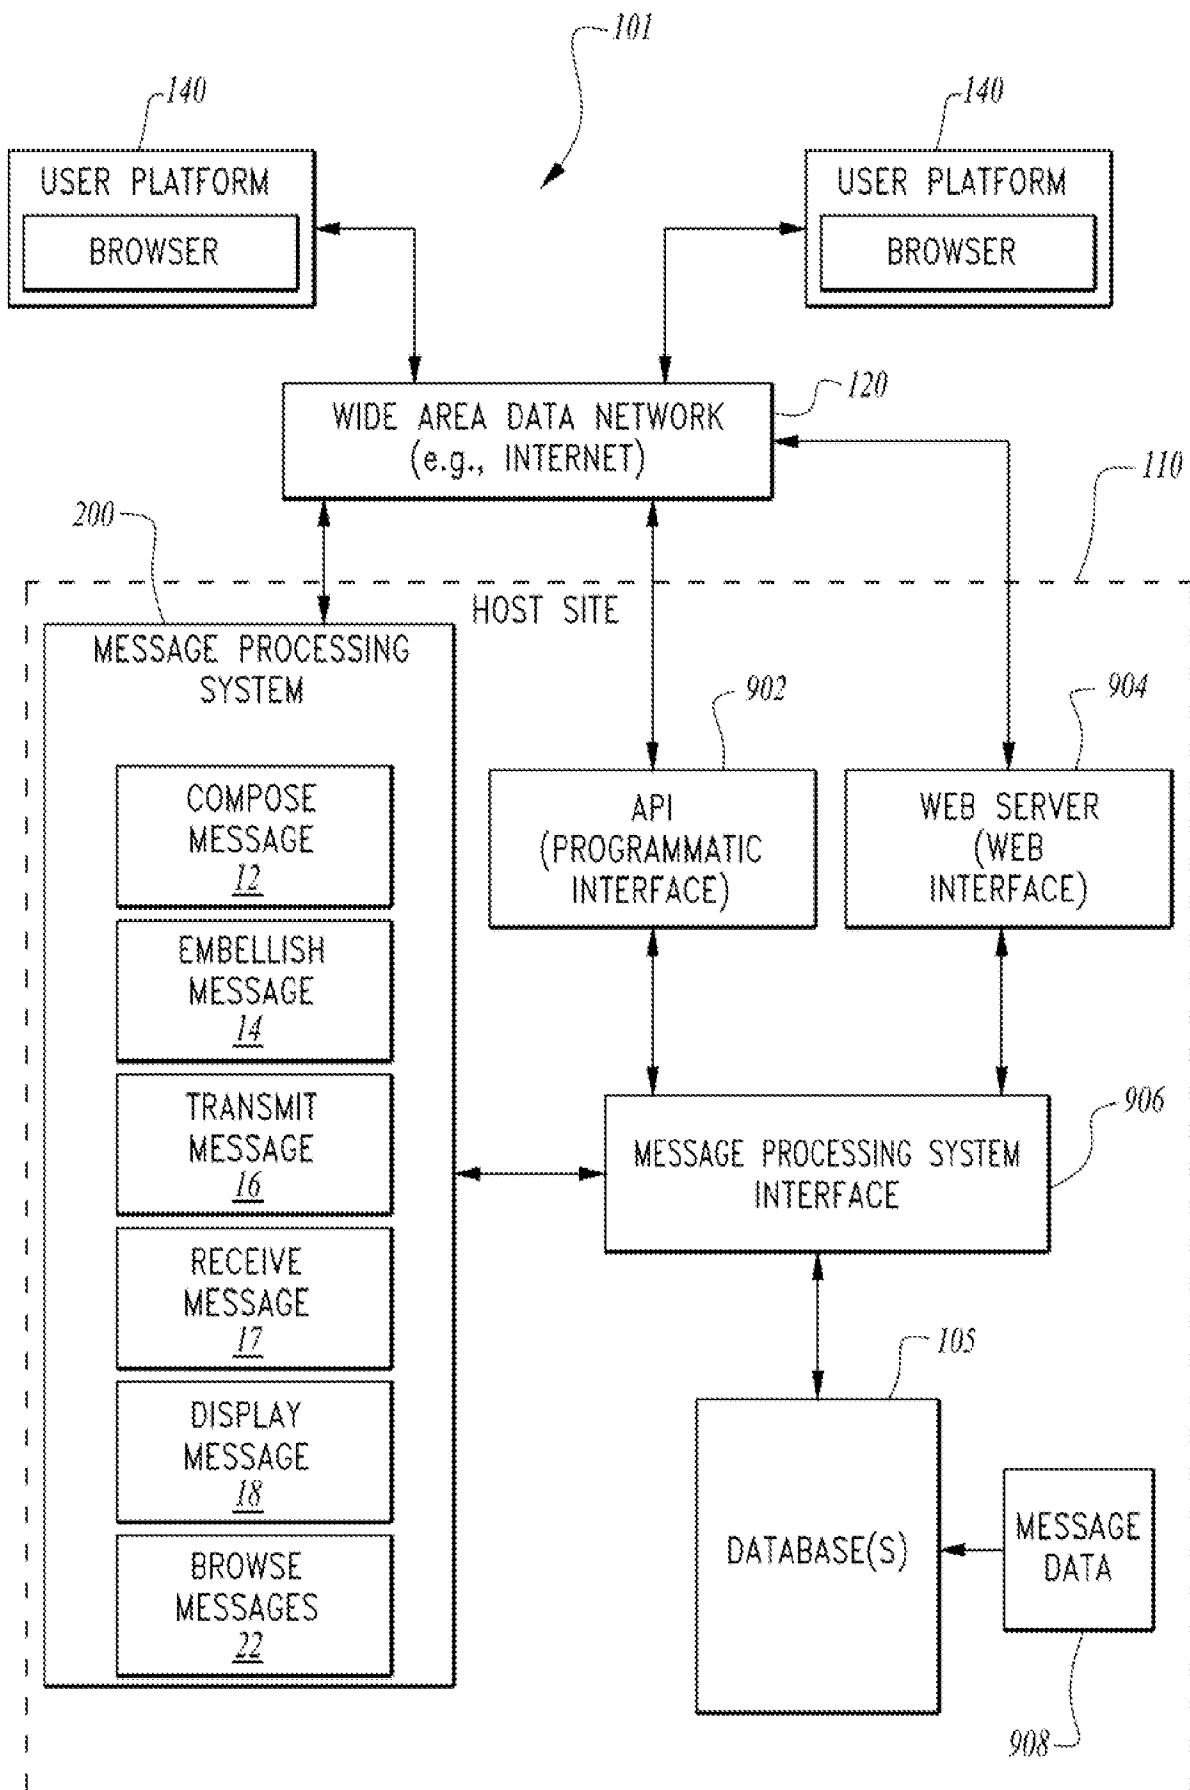 101
140
140
USER PLATFORM
BROWSER
USER PLATFORM
BROWSER
120
WIDE AREA DATA NETWORK
(e.g., INTERNET)
110
200
HOST SITE
MESSAGE PROCESSING
SYSTEM
902
904
COMPOSE
MESSAGE
12
API
(PROGRAMMATIC
INTERFACE)
WEB SERVER
(WEB
INTERFACE)
EMBELLISH
MESSAGE
14
TRANSMIT
MESSAGE
16
906
MESSAGE PROCESSING SYSTEM
INTERFACE
RECEIVE
MESSAGE
17
105
DISPLAY
MESSAGE
18
DATABASE(S)
MESSAGE
DATA
BROWSE
MESSAGES
22
908